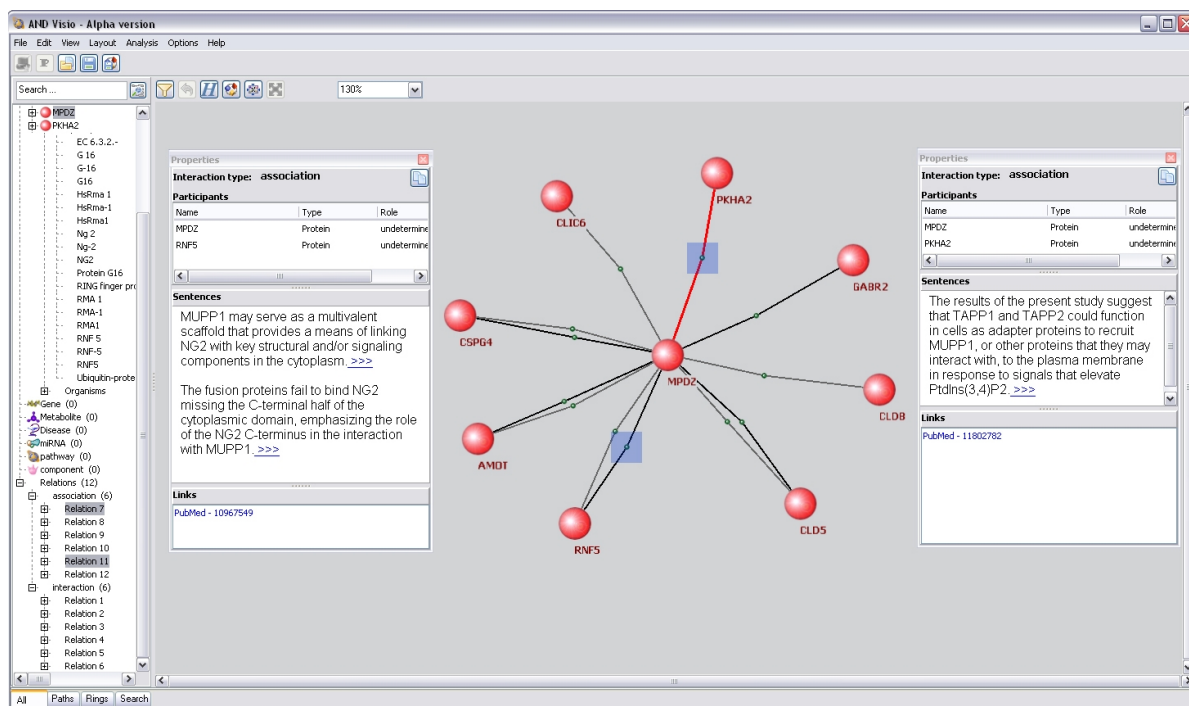 AND Visio - Alpha version
File Edit View Layout Analysis Options Help
Search ...
130%
MPDZ
PKHA2
EC 6.3.2.-
G 16
G-16
G16
HsRma 1
HsRma-1
HsRma1
Ng 2
Ng-2
NG2
Protein G16
RING finger pro
RMA 1
RMA-1
RMA1
RNF 5
RNF-5
RNF5
Ubiquitin-prote
Organisms
Gene (0)
Metabolite (0)
Disease (0)
miRNA (0)
pathway (0)
component (0)
Relations (12)
association (6)
Relation 7
Relation 8
Relation 9
Relation 10
Relation 11
Relation 12
interaction (6)
Relation 1
Relation 2
Relation 3
Relation 4
Relation 5
Relation 6
All Paths Rings Search
Properties
Interaction type: association
Participants
Name Type Role
MPDZ Protein undetermine
RNF5 Protein undetermine
Sentences
MUPP1 may serve as a multivalent
scaffold that provides a means of linking
NG2 with key structural and/or signaling
components in the cytoplasm. >>>
The fusion proteins fail to bind NG2
missing the C-terminal half of the
cytoplasmic domain, emphasizing the role
of the NG2 C-terminus in the interaction
with MUPP1. >>>
Links
PubMed - 10967549
PKHA2
CLIC6
GABR2
CSPG4
MPDZ
CLD8
AMOT
CLD5
RNF5
Properties
Interaction type: association
Participants
Name Type Role
MPDZ Protein undetermine
PKHA2 Protein undetermine
Sentences
The results of the present study suggest
that TAPP1 and TAPP2 could function
in cells as adapter proteins to recruit
MUPP1, or other proteins that they may
interact with, to the plasma membrane
in response to signals that elevate
PtdIns(3,4)P2. >>>
Links
PubMed - 11802782